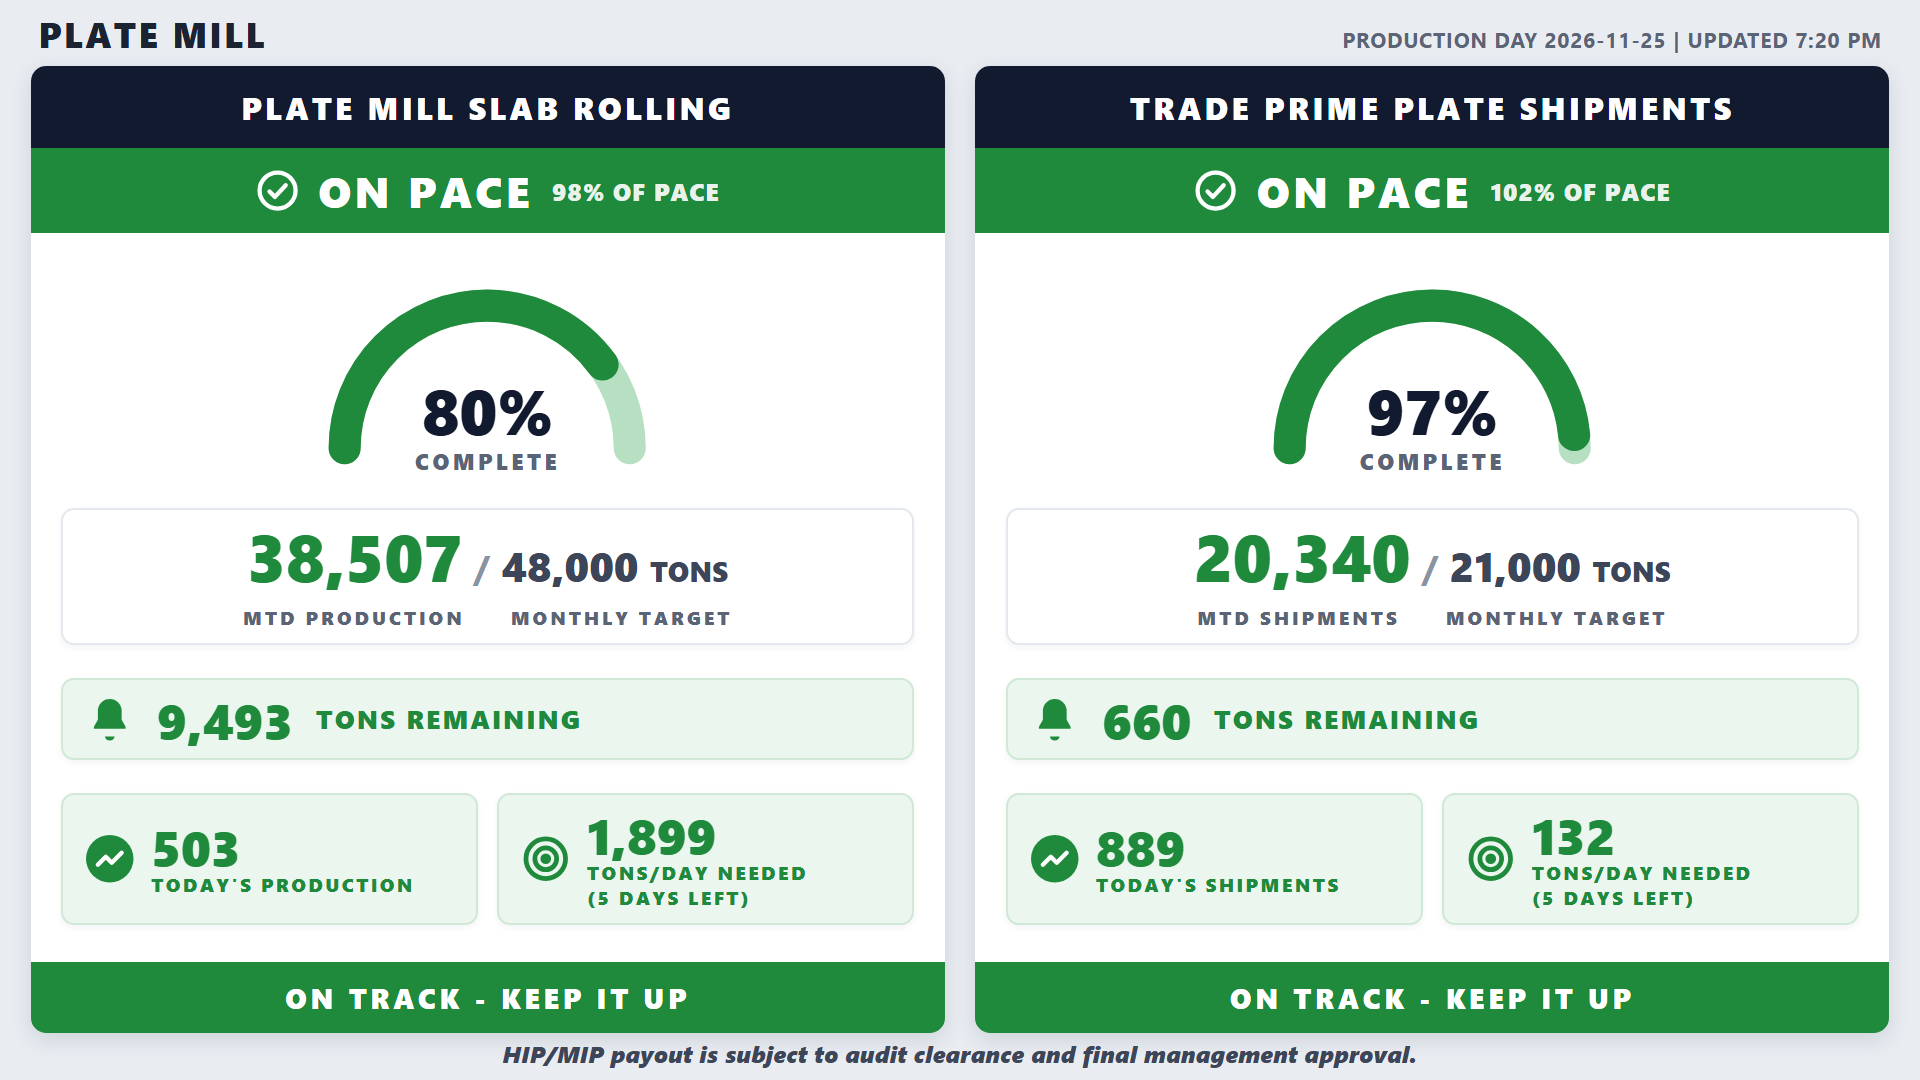 PLATE MILL
PRODUCTION DAY 2026-11-25 | UPDATED 7:20 PM
PLATE MILL SLAB ROLLING
ON PACE 98% OF PACE
80%
COMPLETE
38,507 / 48,000 TONS
MTD PRODUCTION MONTHLY TARGET
9,493 TONS REMAINING
503
TODAY'S PRODUCTION
1,899
TONS/DAY NEEDED
(5 DAYS LEFT)
ON TRACK - KEEP IT UP
TRADE PRIME PLATE SHIPMENTS
ON PACE 102% OF PACE
97%
COMPLETE
20,340 / 21,000 TONS
MTD SHIPMENTS MONTHLY TARGET
660 TONS REMAINING
889
TODAY'S SHIPMENTS
132
TONS/DAY NEEDED
(5 DAYS LEFT)
ON TRACK - KEEP IT UP
HIP/MIP payout is subject to audit clearance and final management approval.